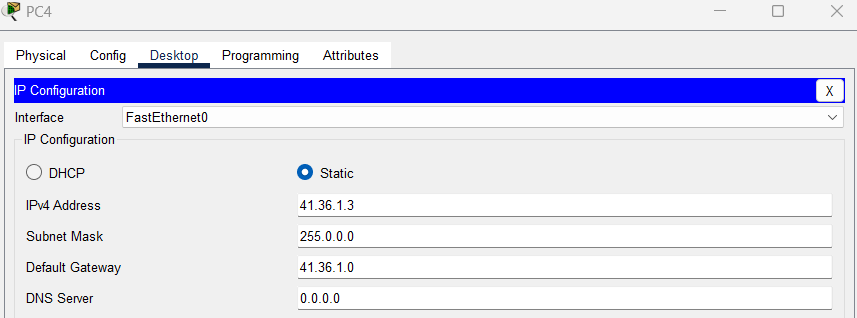 PC4
Physical Config Desktop Programming Attributes
IP Configuration X
Interface FastEthernet0
IP Configuration
DHCP Static
IPv4 Address 41.36.1.3
Subnet Mask 255.0.0.0
Default Gateway 41.36.1.0
DNS Server 0.0.0.0